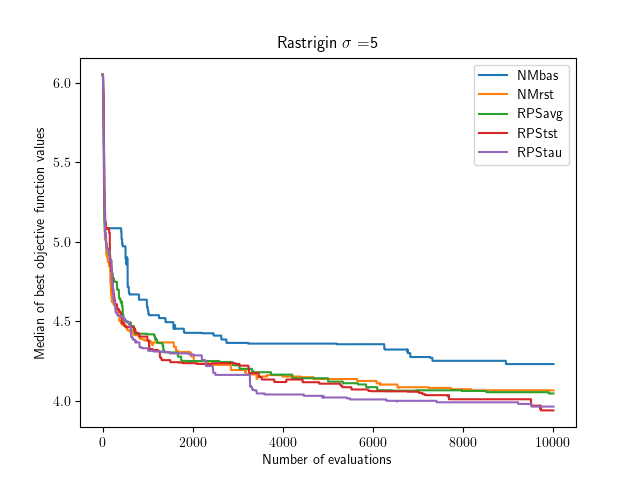 Rastrigin σ =5
Median of best objective function values
6.0
5.5
5.0
4.5
4.0
NMbas
NMrst
RPSavg
RPStst
RPStau
0 2000 4000 6000 8000 10000
Number of evaluations